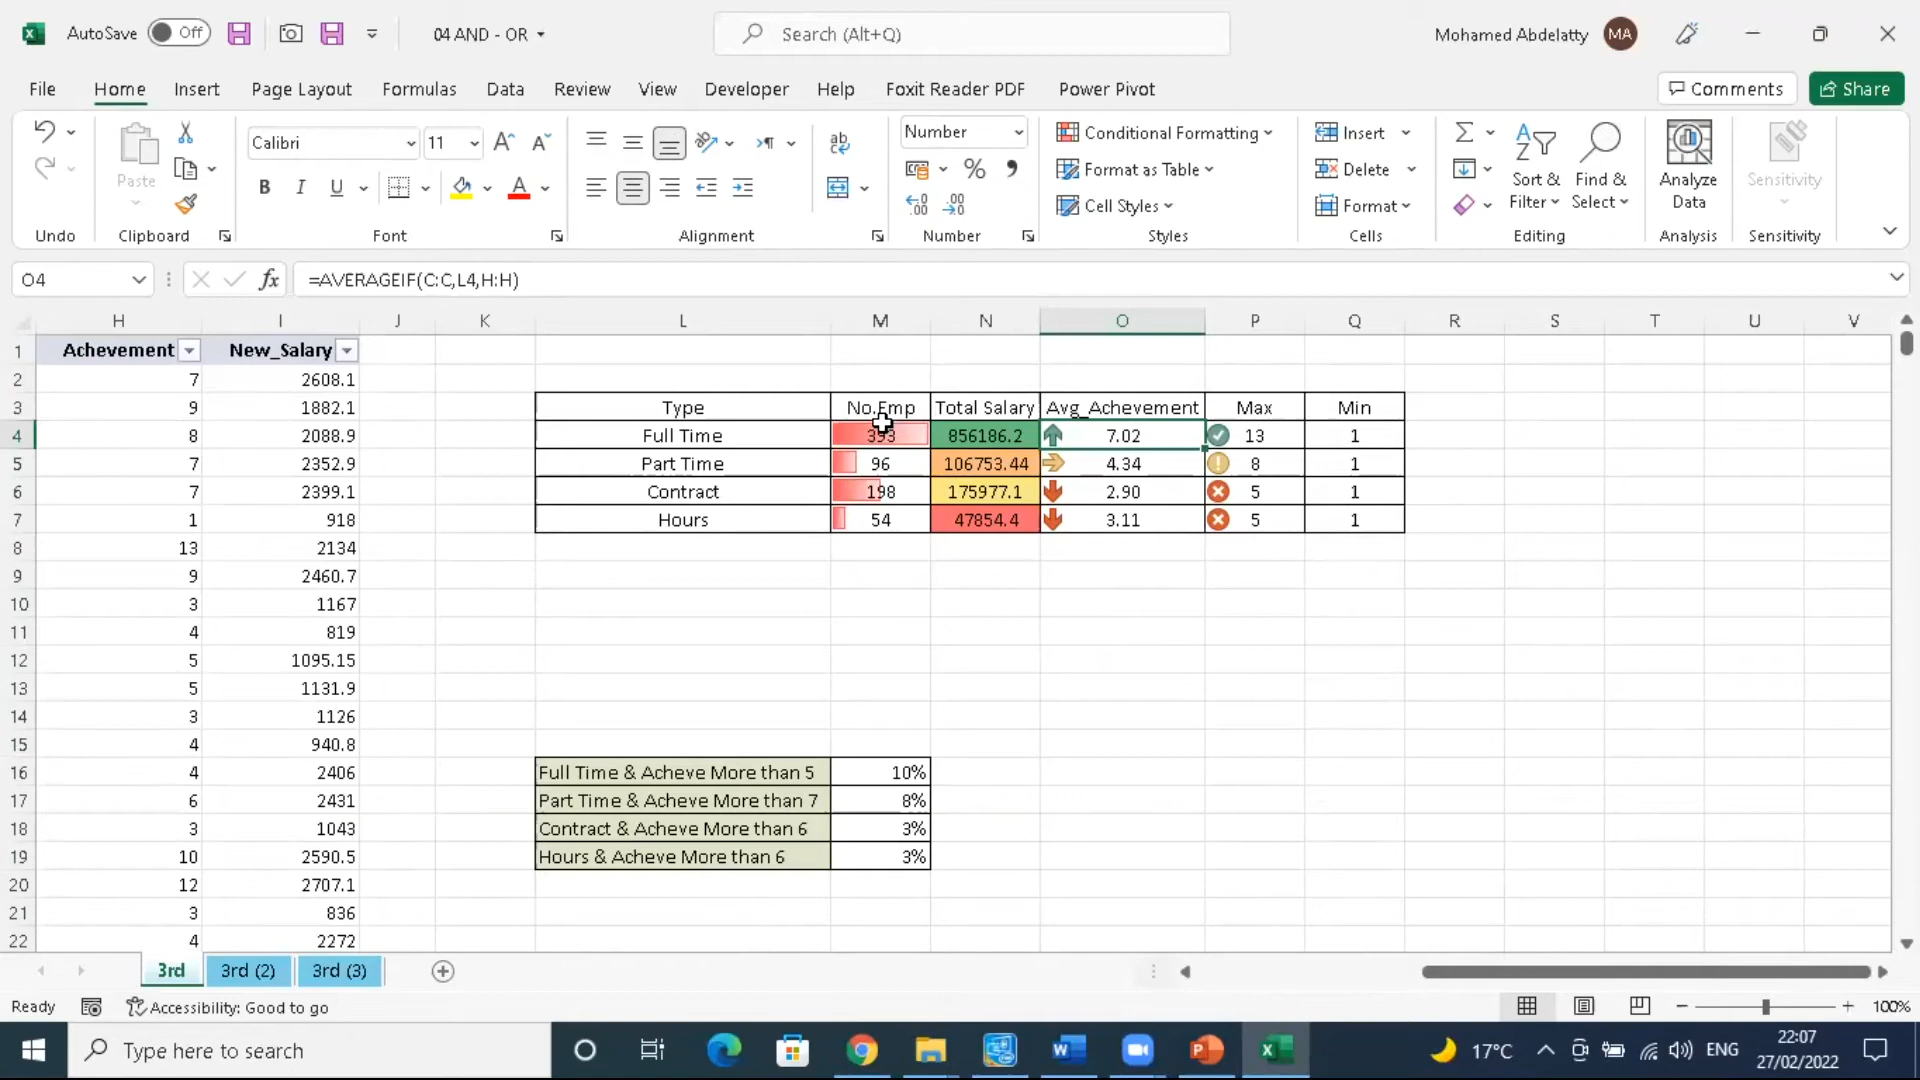 AutoSave Off 04 AND - OR Search (Alt+Q) Mohamed Abdelatty MA
File Home Insert Page Layout Formulas Data Review View Developer Help Foxit Reader PDF Power Pivot Comments Share
Calibri 11 Number Conditional Formatting Insert
Paste Format as Table Delete Sort & Filter Find & Select Analyze Data Sensitivity
Cell Styles Format
Undo Clipboard Font Alignment Number Styles Cells Editing Analysis Sensitivity
O4 fx =AVERAGEIF(C:C,L4,H:H)
H I J K L M N O P Q R S T U V
1 Achevement New_Salary
2 7 2608.1
3 9 1882.1 Type No.Emp Total Salary Avg_Achevement Max Min
4 8 2088.9 Full Time 393 856186.2 7.02 13 1
5 7 2352.9 Part Time 96 106753.44 4.34 8 1
6 7 2399.1 Contract 198 175977.1 2.90 5 1
7 1 918 Hours 54 47854.4 3.11 5 1
8 13 2134
9 9 2460.7
10 3 1167
11 4 819
12 5 1095.15
13 5 1131.9
14 3 1126
15 4 940.8
16 4 2406 Full Time & Acheve More than 5 10%
17 6 2431 Part Time & Acheve More than 7 8%
18 3 1043 Contract & Acheve More than 6 3%
19 10 2590.5 Hours & Acheve More than 6 3%
20 12 2707.1
21 3 836
22 4 2272
3rd 3rd (2) 3rd (3)
Ready Accessibility: Good to go 100%
Type here to search 17°C ENG 22:07
27/02/2022